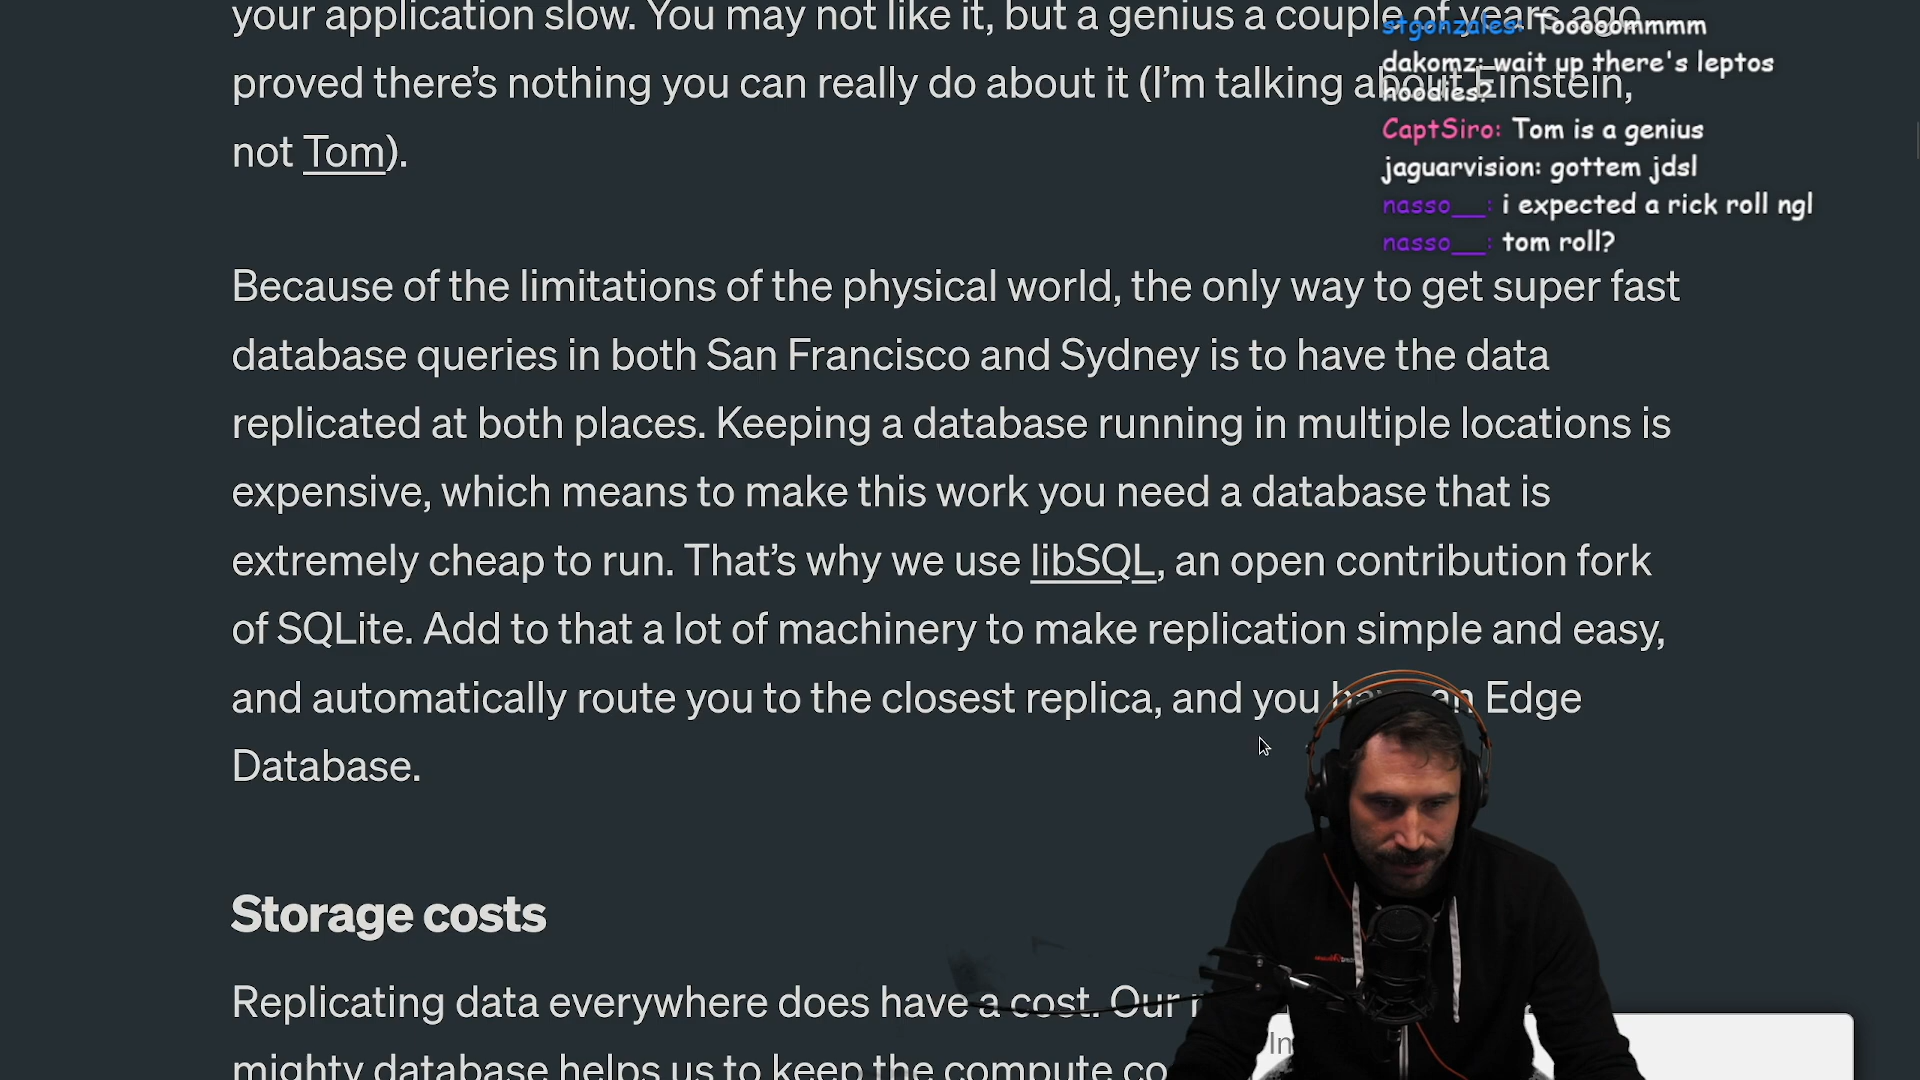 your application slow. You may not like it, but a genius a couple of years ago
proved there's nothing you can really do about it (I'm talking about Einstein,
not Tom).
stgonzales: Tooooommmm
dakomz: wait up there's leptos
hoodies?
CaptSiro: Tom is a genius
jaguarvision: gottem jdsl
nasso__: i expected a rick roll ngl
nasso__: tom roll?
Because of the limitations of the physical world, the only way to get super fast
database queries in both San Francisco and Sydney is to have the data
replicated at both places. Keeping a database running in multiple locations is
expensive, which means to make this work you need a database that is
extremely cheap to run. That's why we use libSQL, an open contribution fork
of SQLite. Add to that a lot of machinery to make replication simple and easy,
and automatically route you to the closest replica, and you have an Edge
Database.
Storage costs
Replicating data everywhere does have a cost. Our
mighty database helps us to keep the compute